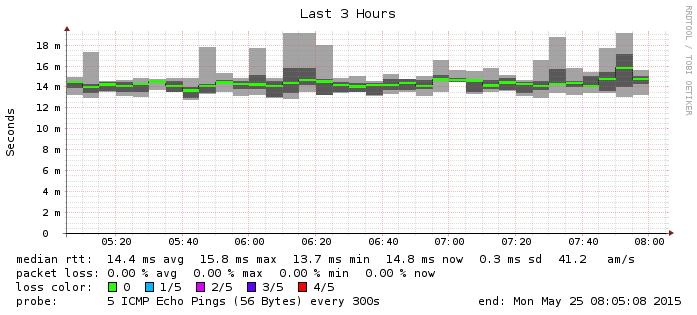 Last 3 Hours
RRDTOOL / TOBI OETIKER
Seconds
18 m
16 m
14 m
12 m
10 m
8 m
6 m
4 m
2 m
0
05:20 05:40 06:00 06:20 06:40 07:00 07:20 07:40 08:00
median rtt: 14.4 ms avg 15.8 ms max 13.7 ms min 14.8 ms now 0.3 ms sd 41.2 am/s
packet loss: 0.00 % avg 0.00 % max 0.00 % min 0.00 % now
loss color: 0 1/5 2/5 3/5 4/5
probe: 5 ICMP Echo Pings (56 Bytes) every 300s end: Mon May 25 08:05:08 2015